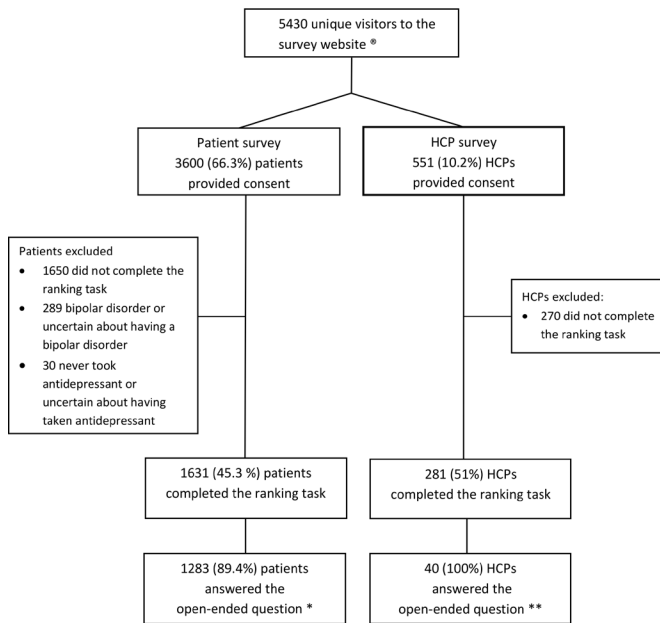 5430 unique visitors to the
survey website ®
Patient survey
3600 (66.3%) patients
provided consent
HCP survey
551 (10.2%) HCPs
provided consent
Patients excluded
• 1650 did not complete the
ranking task
• 289 bipolar disorder or
uncertain about having a
bipolar disorder
• 30 never took
antidepressant or
uncertain about having
taken antidepressant
HCPs excluded:
• 270 did not complete
the ranking task
1631 (45.3 %) patients
completed the ranking task
281 (51%) HCPs
completed the ranking task
1283 (89.4%) patients
answered the
open-ended question *
40 (100%) HCPs
answered the
open-ended question **